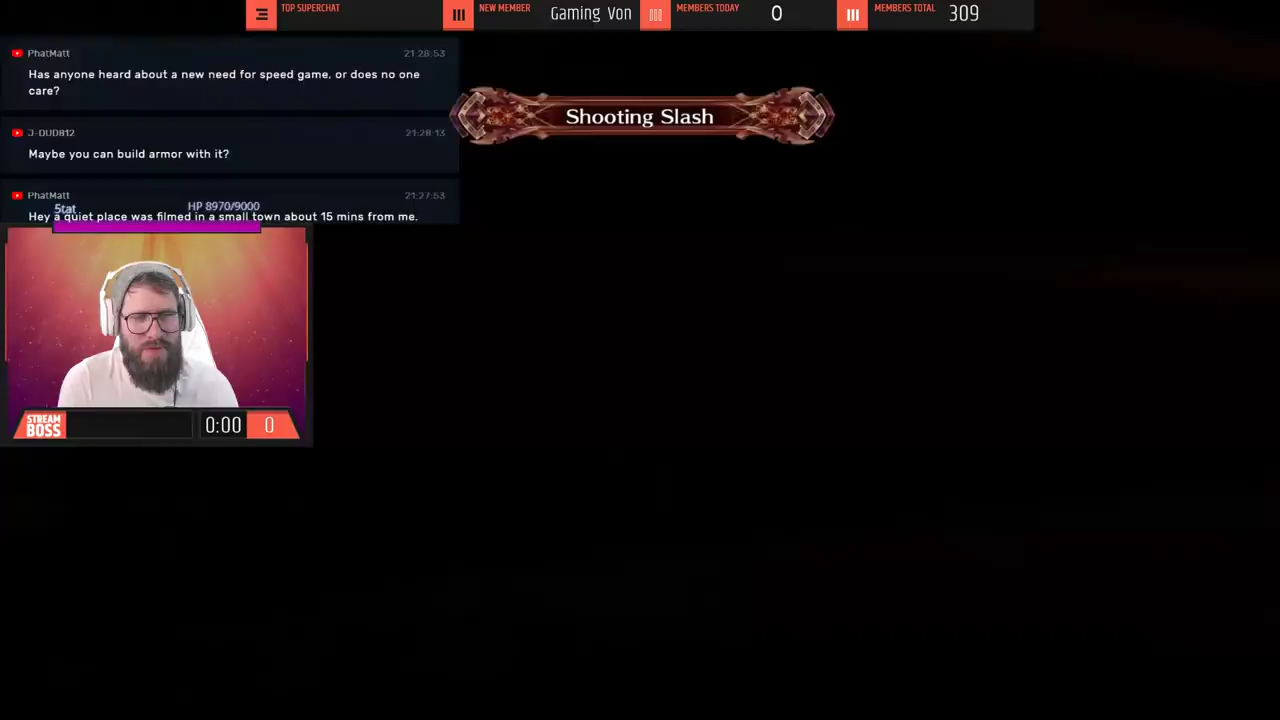 TOP SUPERCHAT
NEW MEMBER
Gaming Von
MEMBERS TODAY
0
MEMBERS TOTAL
309
PhatMatt
21:28:53
Has anyone heard about a new need for speed game, or does no one
care?
J-DUD812
21:28:13
Maybe you can build armor with it?
PhatMatt
21:27:53
Hey a quiet place was filmed in a small town about 15 mins from me.
5tat
HP 8970/9000
Shooting Slash
STREAM
BOSS
0:00
0